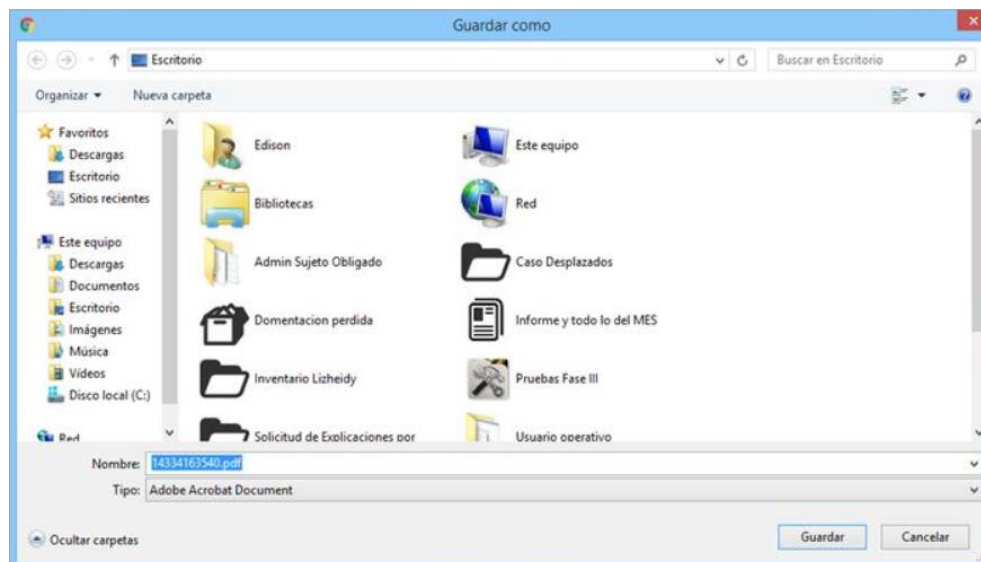 Guardar como
Escritorio
Buscar en Escritorio
Organizar
Nueva carpeta
Favoritos
Descargas
Escritorio
Sitios recientes
Este equipo
Descargas
Documentos
Escritorio
Imágenes
Música
Vídeos
Disco local (C:)
Red
Edison
Este equipo
Bibliotecas
Red
Admin Sujeto Obligado
Caso Desplazados
Domentacion perdida
Informe y todo lo del MES
Inventario Lizheidy
Pruebas Fase III
Solicitud de Explicaciones por
Usuario operativo
Nombre: 14334163540.pdf
Tipo: Adobe Acrobat Document
Ocultar carpetas
Guardar
Cancelar